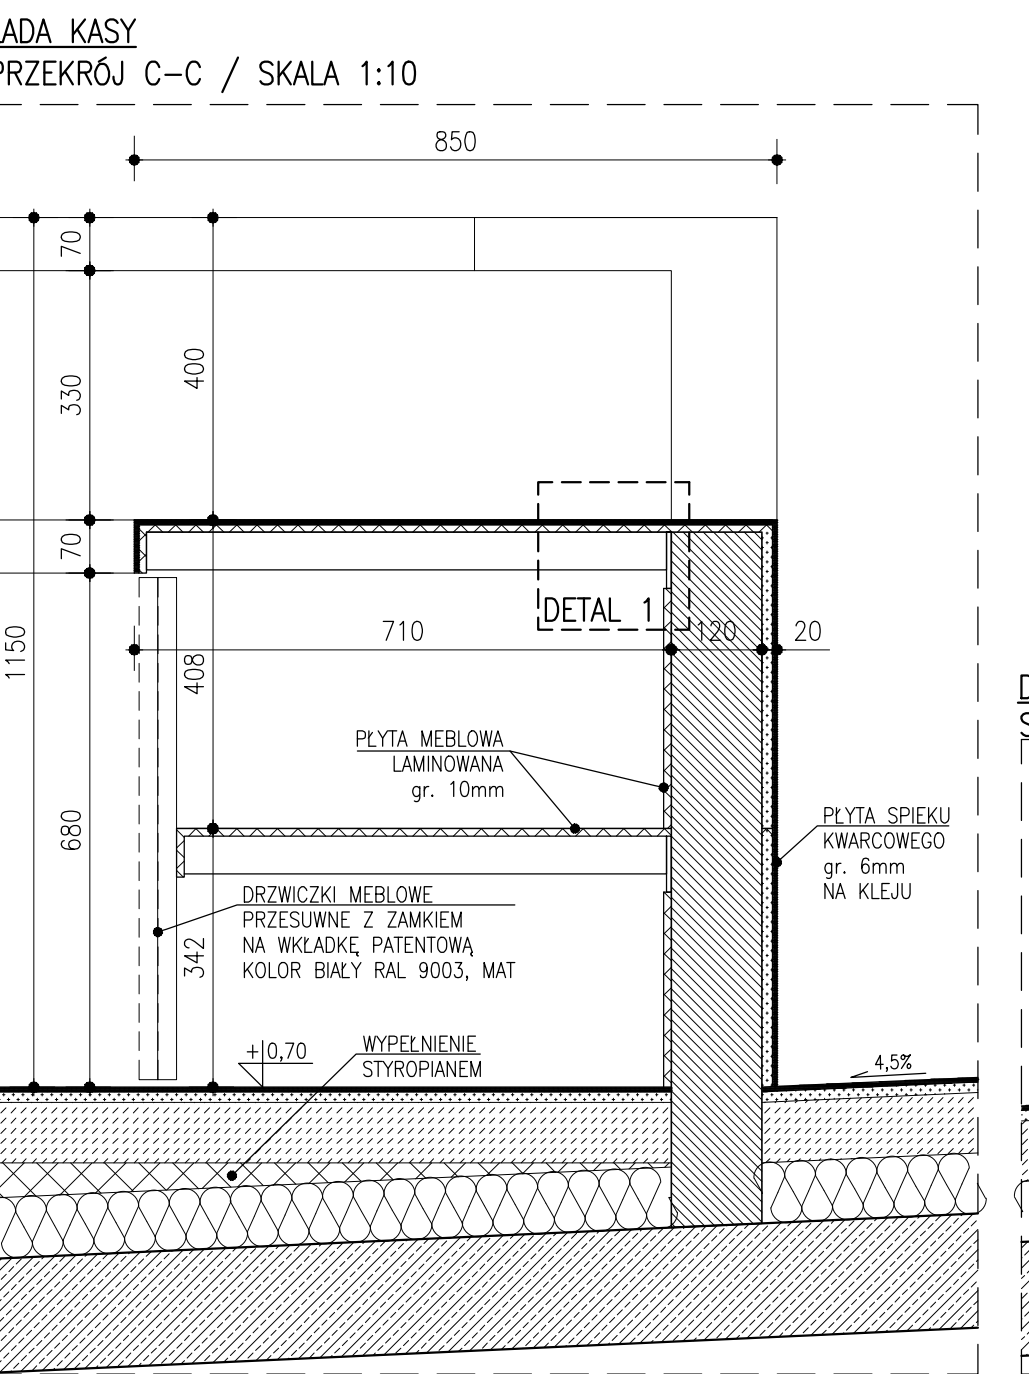 LADA KASY
PRZEKRÓJ C-C / SKALA 1:10
850
70
330
400
70
1150
DETAL 1
710
120
20
408
PŁYTA MEBLOWA
LAMINOWANA
gr. 10mm
680
PŁYTA SPIEKU
KWARCOWEGO
gr. 6mm
NA KLEJU
DRZWICZKI MEBLOWE
PRZESUWNE Z ZAMKIEM
NA WKŁADKĘ PATENTOWĄ
KOLOR BIAŁY RAL 9003, MAT
342
+0,70
WYPEŁNIENIE
STYROPIANEM
4,5%